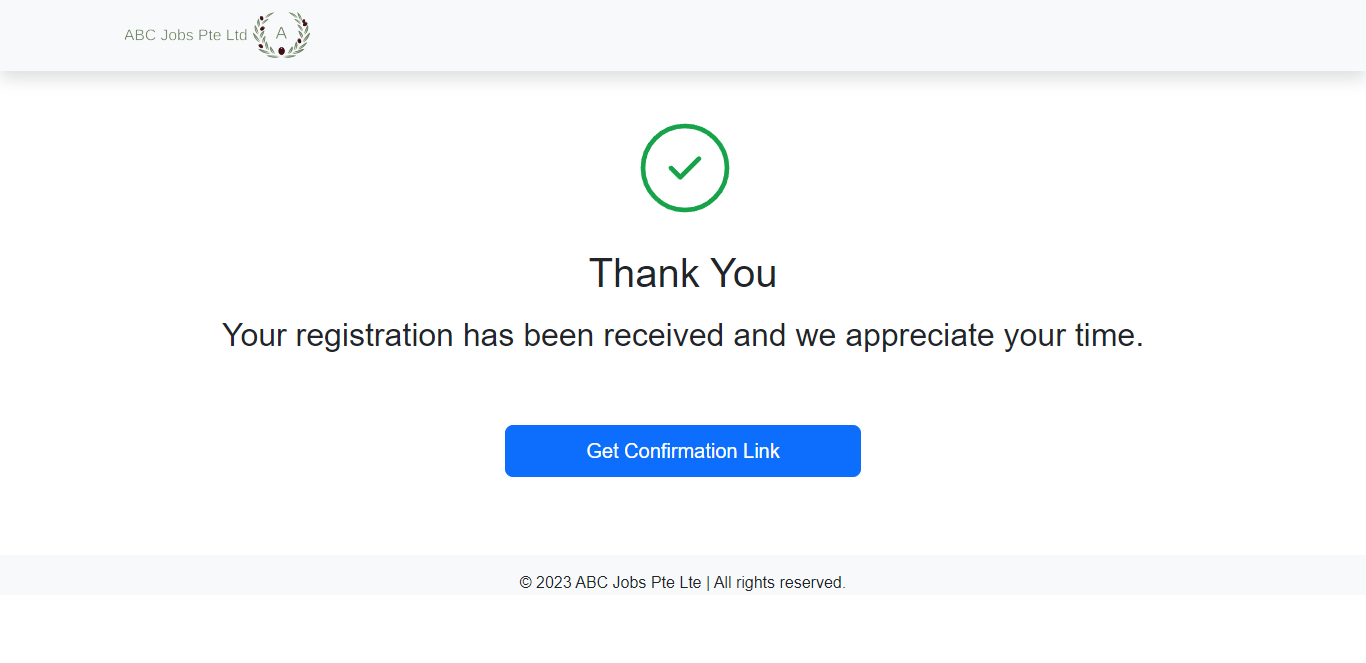 ABC Jobs Pte Ltd A
Thank You
Your registration has been received and we appreciate your time.
Get Confirmation Link
© 2023 ABC Jobs Pte Lte | All rights reserved.